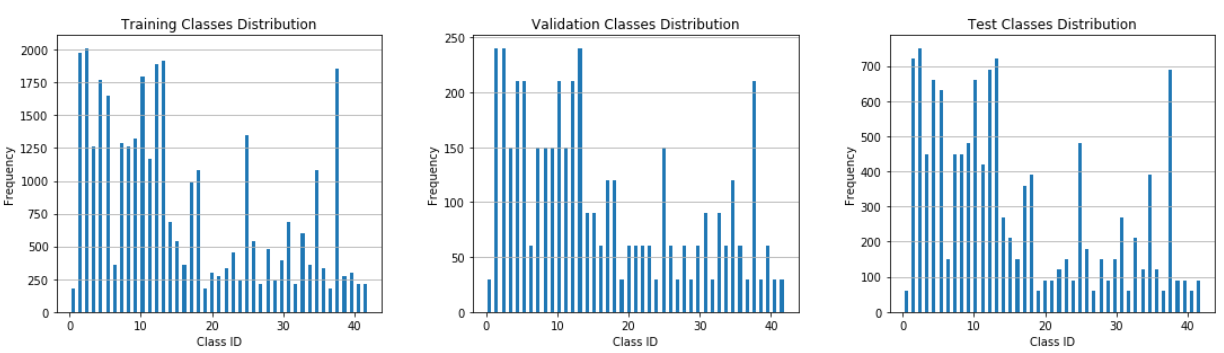 Training Classes Distribution
Frequency
2000
1750
1500
1250
1000
750
500
250
0
0 10 20 30 40
Class ID
Validation Classes Distribution
Frequency
250
200
150
100
50
0
0 10 20 30 40
Class ID
Test Classes Distribution
Frequency
700
600
500
400
300
200
100
0
0 10 20 30 40
Class ID